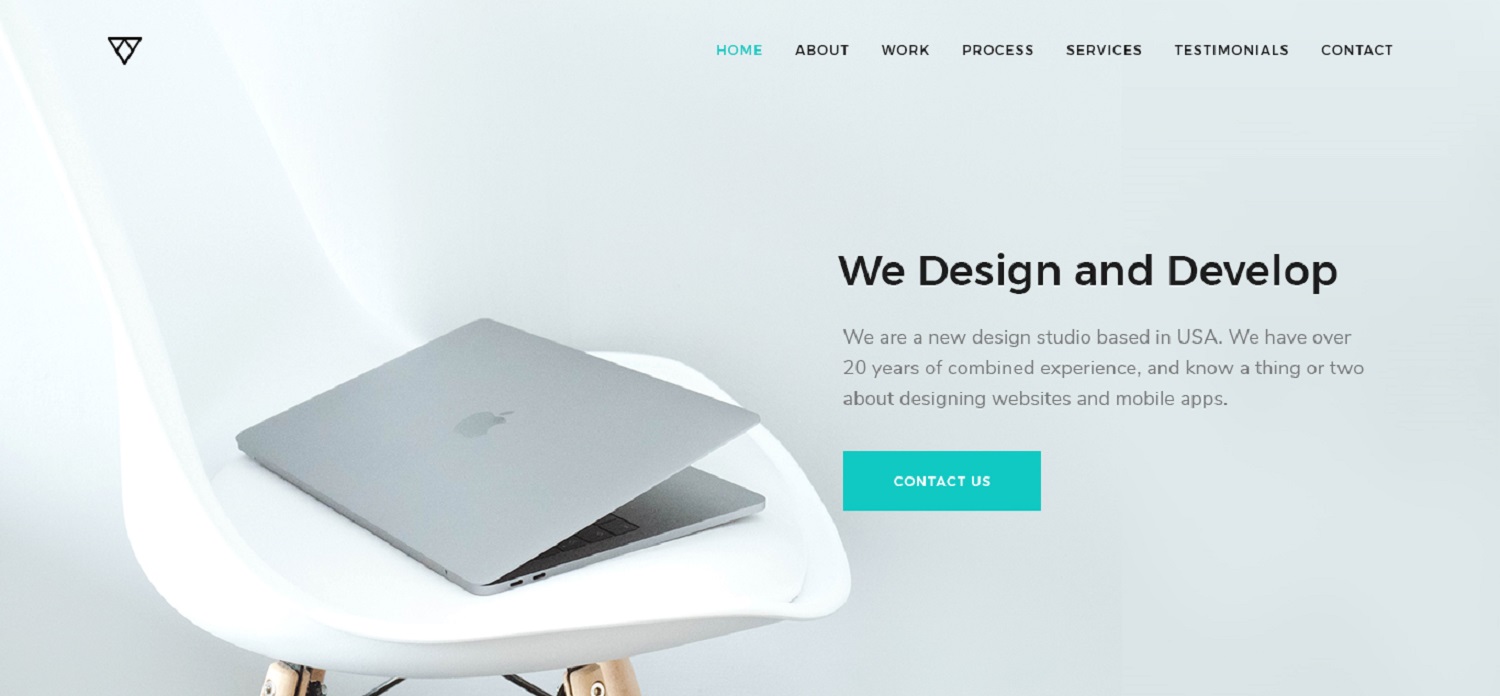 HOME ABOUT WORK PROCESS SERVICES TESTIMONIALS CONTACT
We Design and Develop
We are a new design studio based in USA. We have over
20 years of combined experience, and know a thing or two
about designing websites and mobile apps.
CONTACT US